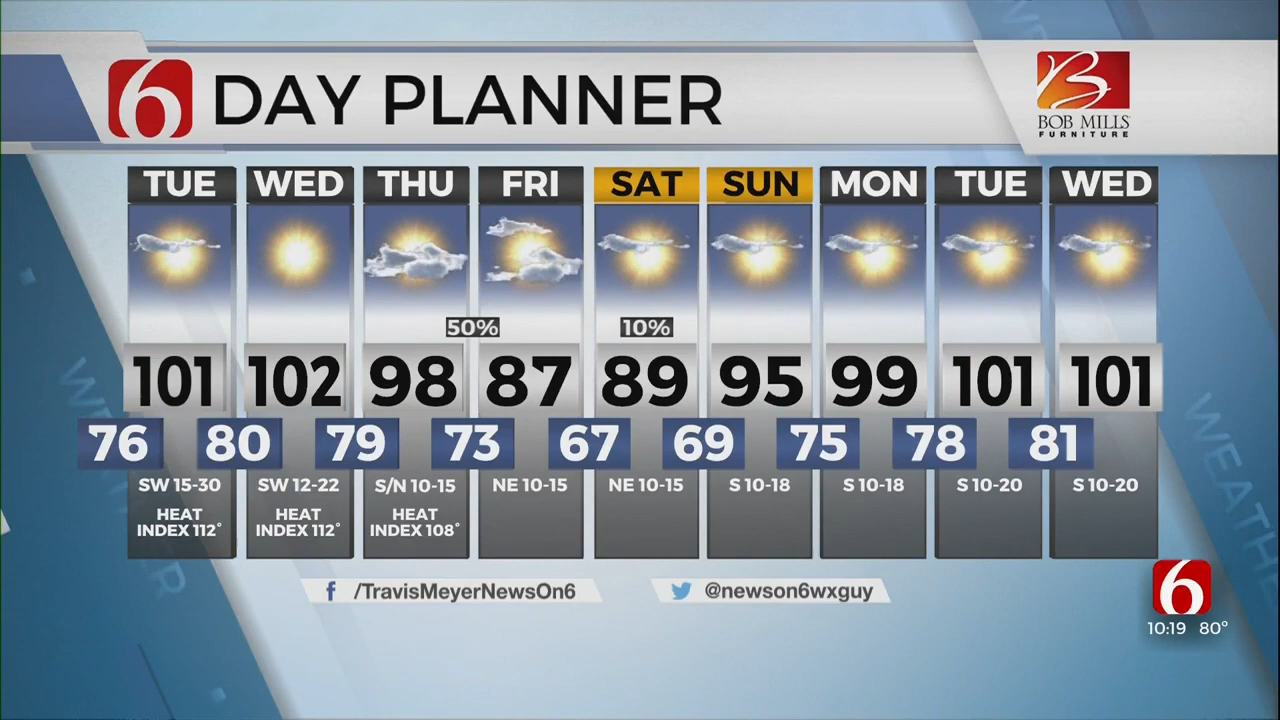 6 DAY PLANNER
B
BOB MILLS
FURNITURE
TUE WED THU FRI SAT SUN MON TUE WED
50% 10%
101 102 98 87 89 95 99 101 101
76 80 79 73 67 69 75 78 81
SW 15-30 SW 12-22 S/N 10-15 NE 10-15 NE 10-15 S 10-18 S 10-18 S 10-20 S 10-20
HEAT HEAT HEAT
INDEX 112° INDEX 112° INDEX 108°
f /TravisMeyerNewsOn6 @newson6wxguy
6
10:19 80°
WEATHER
WEATHER